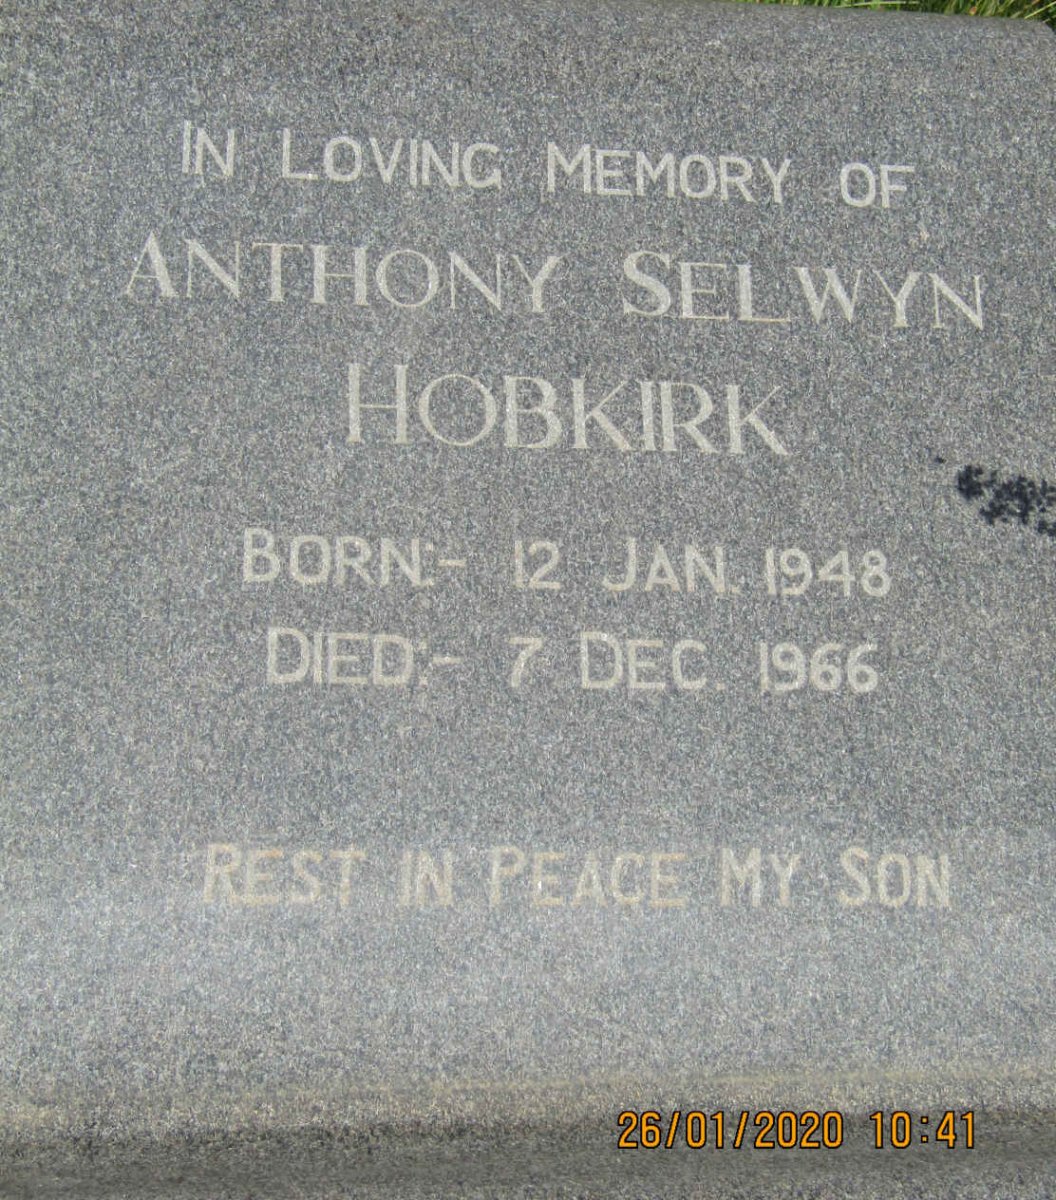 IN LOVING MEMORY OF
ANTHONY SELWYN
HOBKIRK
BORN:- 12 JAN. 1948
DIED:- 7 DEC. 1966
REST IN PEACE MY SON
26/01/2020 10:41